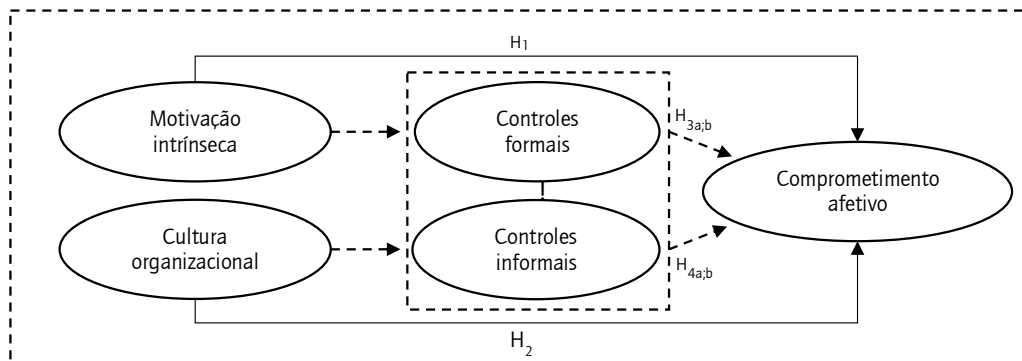 H1
Motivação
intrínseca
Controles
formais
H3a;b
Comprometimento
afetivo
Cultura
organizacional
Controles
informais
H4a;b
H2